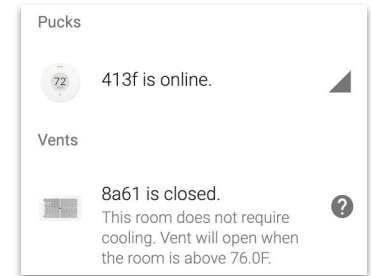 Pucks
72
413f is online.
Vents
8a61 is closed.
This room does not require
cooling. Vent will open when
the room is above 76.0F.
?